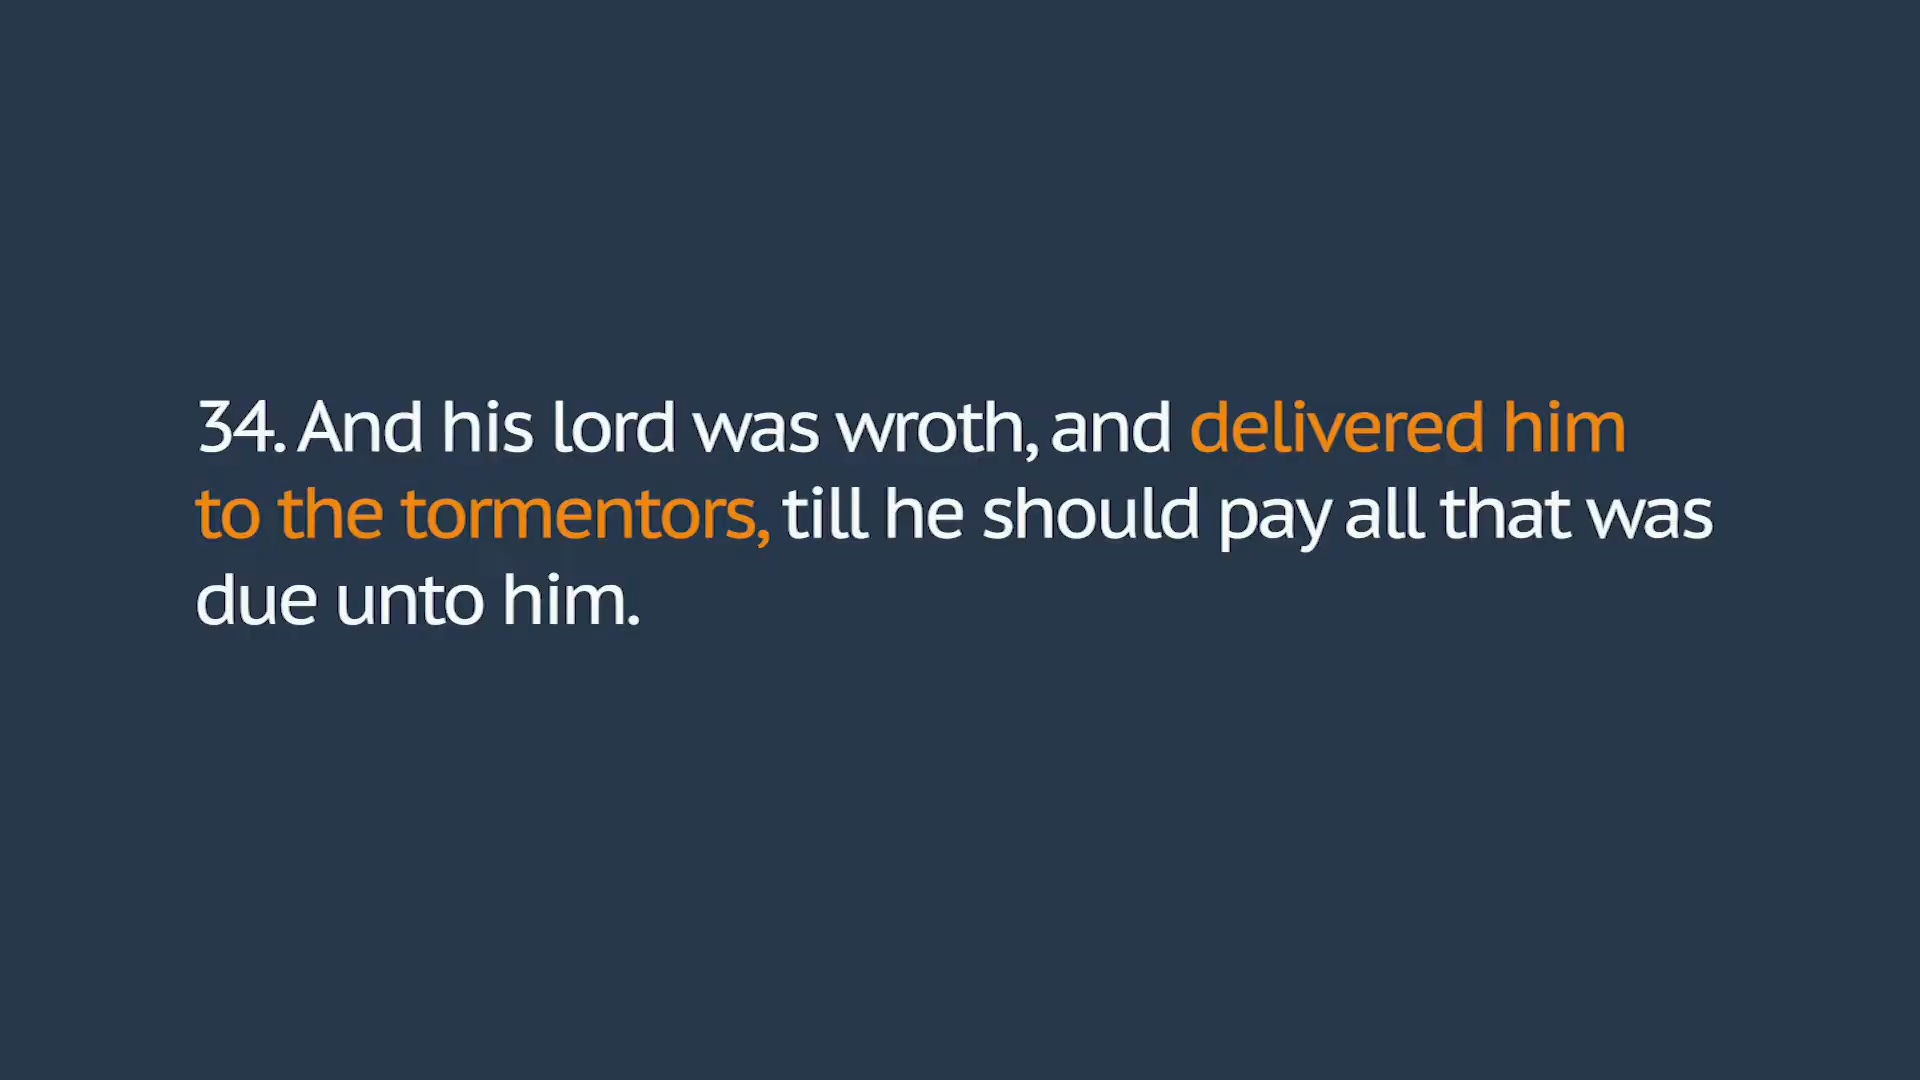 34. And his lord was wroth, and delivered him
to the tormentors, till he should pay all that was
due unto him.